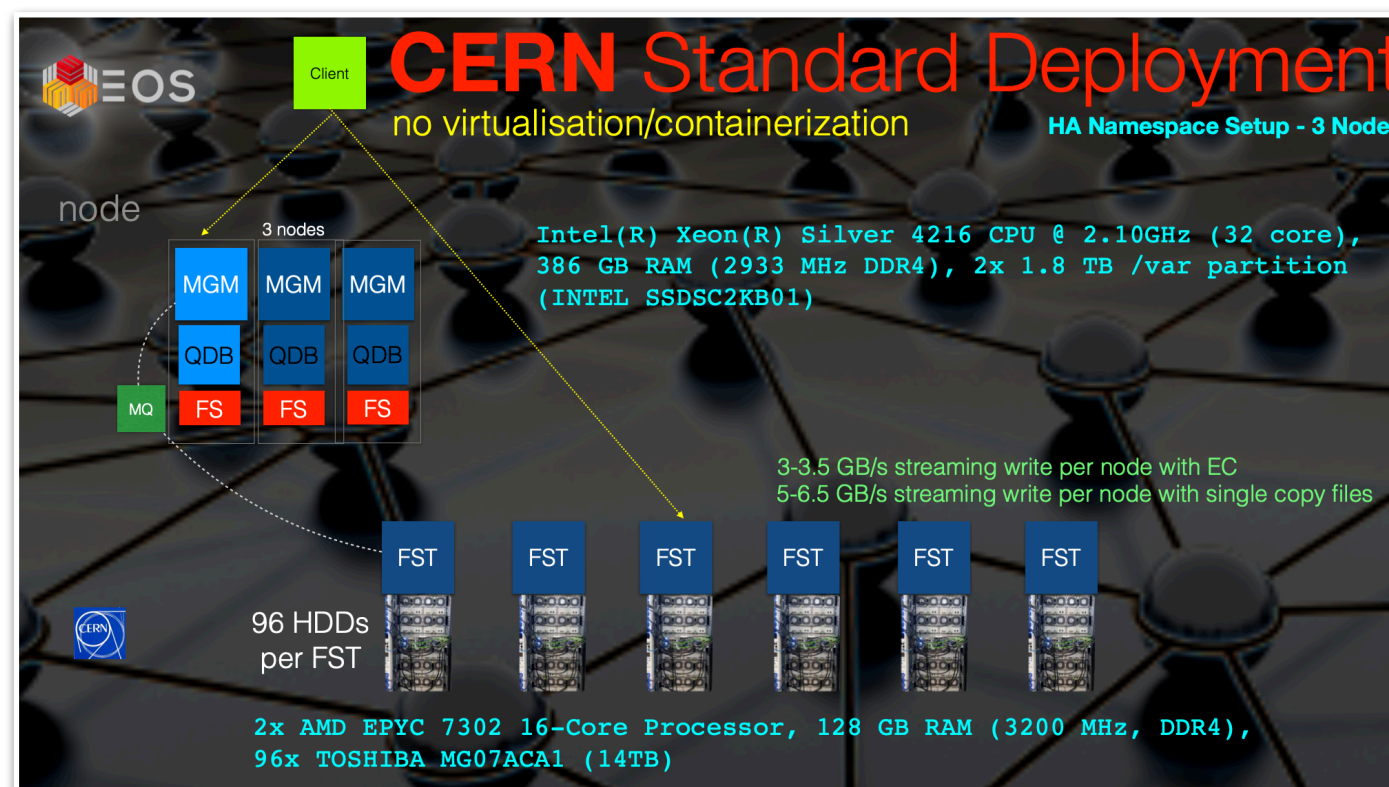 EOS
Client
CERN Standard Deployment
no virtualisation/containerization
HA Namespace Setup - 3 Node
node
3 nodes
Intel(R) Xeon(R) Silver 4216 CPU @ 2.10GHz (32 core),
386 GB RAM (2933 MHz DDR4), 2x 1.8 TB /var partition
(INTEL SSDSC2KB01)
MGM MGM MGM
QDB QDB QDB
MQ
FS FS FS
3-3.5 GB/s streaming write per node with EC
5-6.5 GB/s streaming write per node with single copy files
FST FST FST FST FST FST
CERN
96 HDDs
per FST
2x AMD EPYC 7302 16-Core Processor, 128 GB RAM (3200 MHz, DDR4),
96x TOSHIBA MG07ACA1 (14TB)